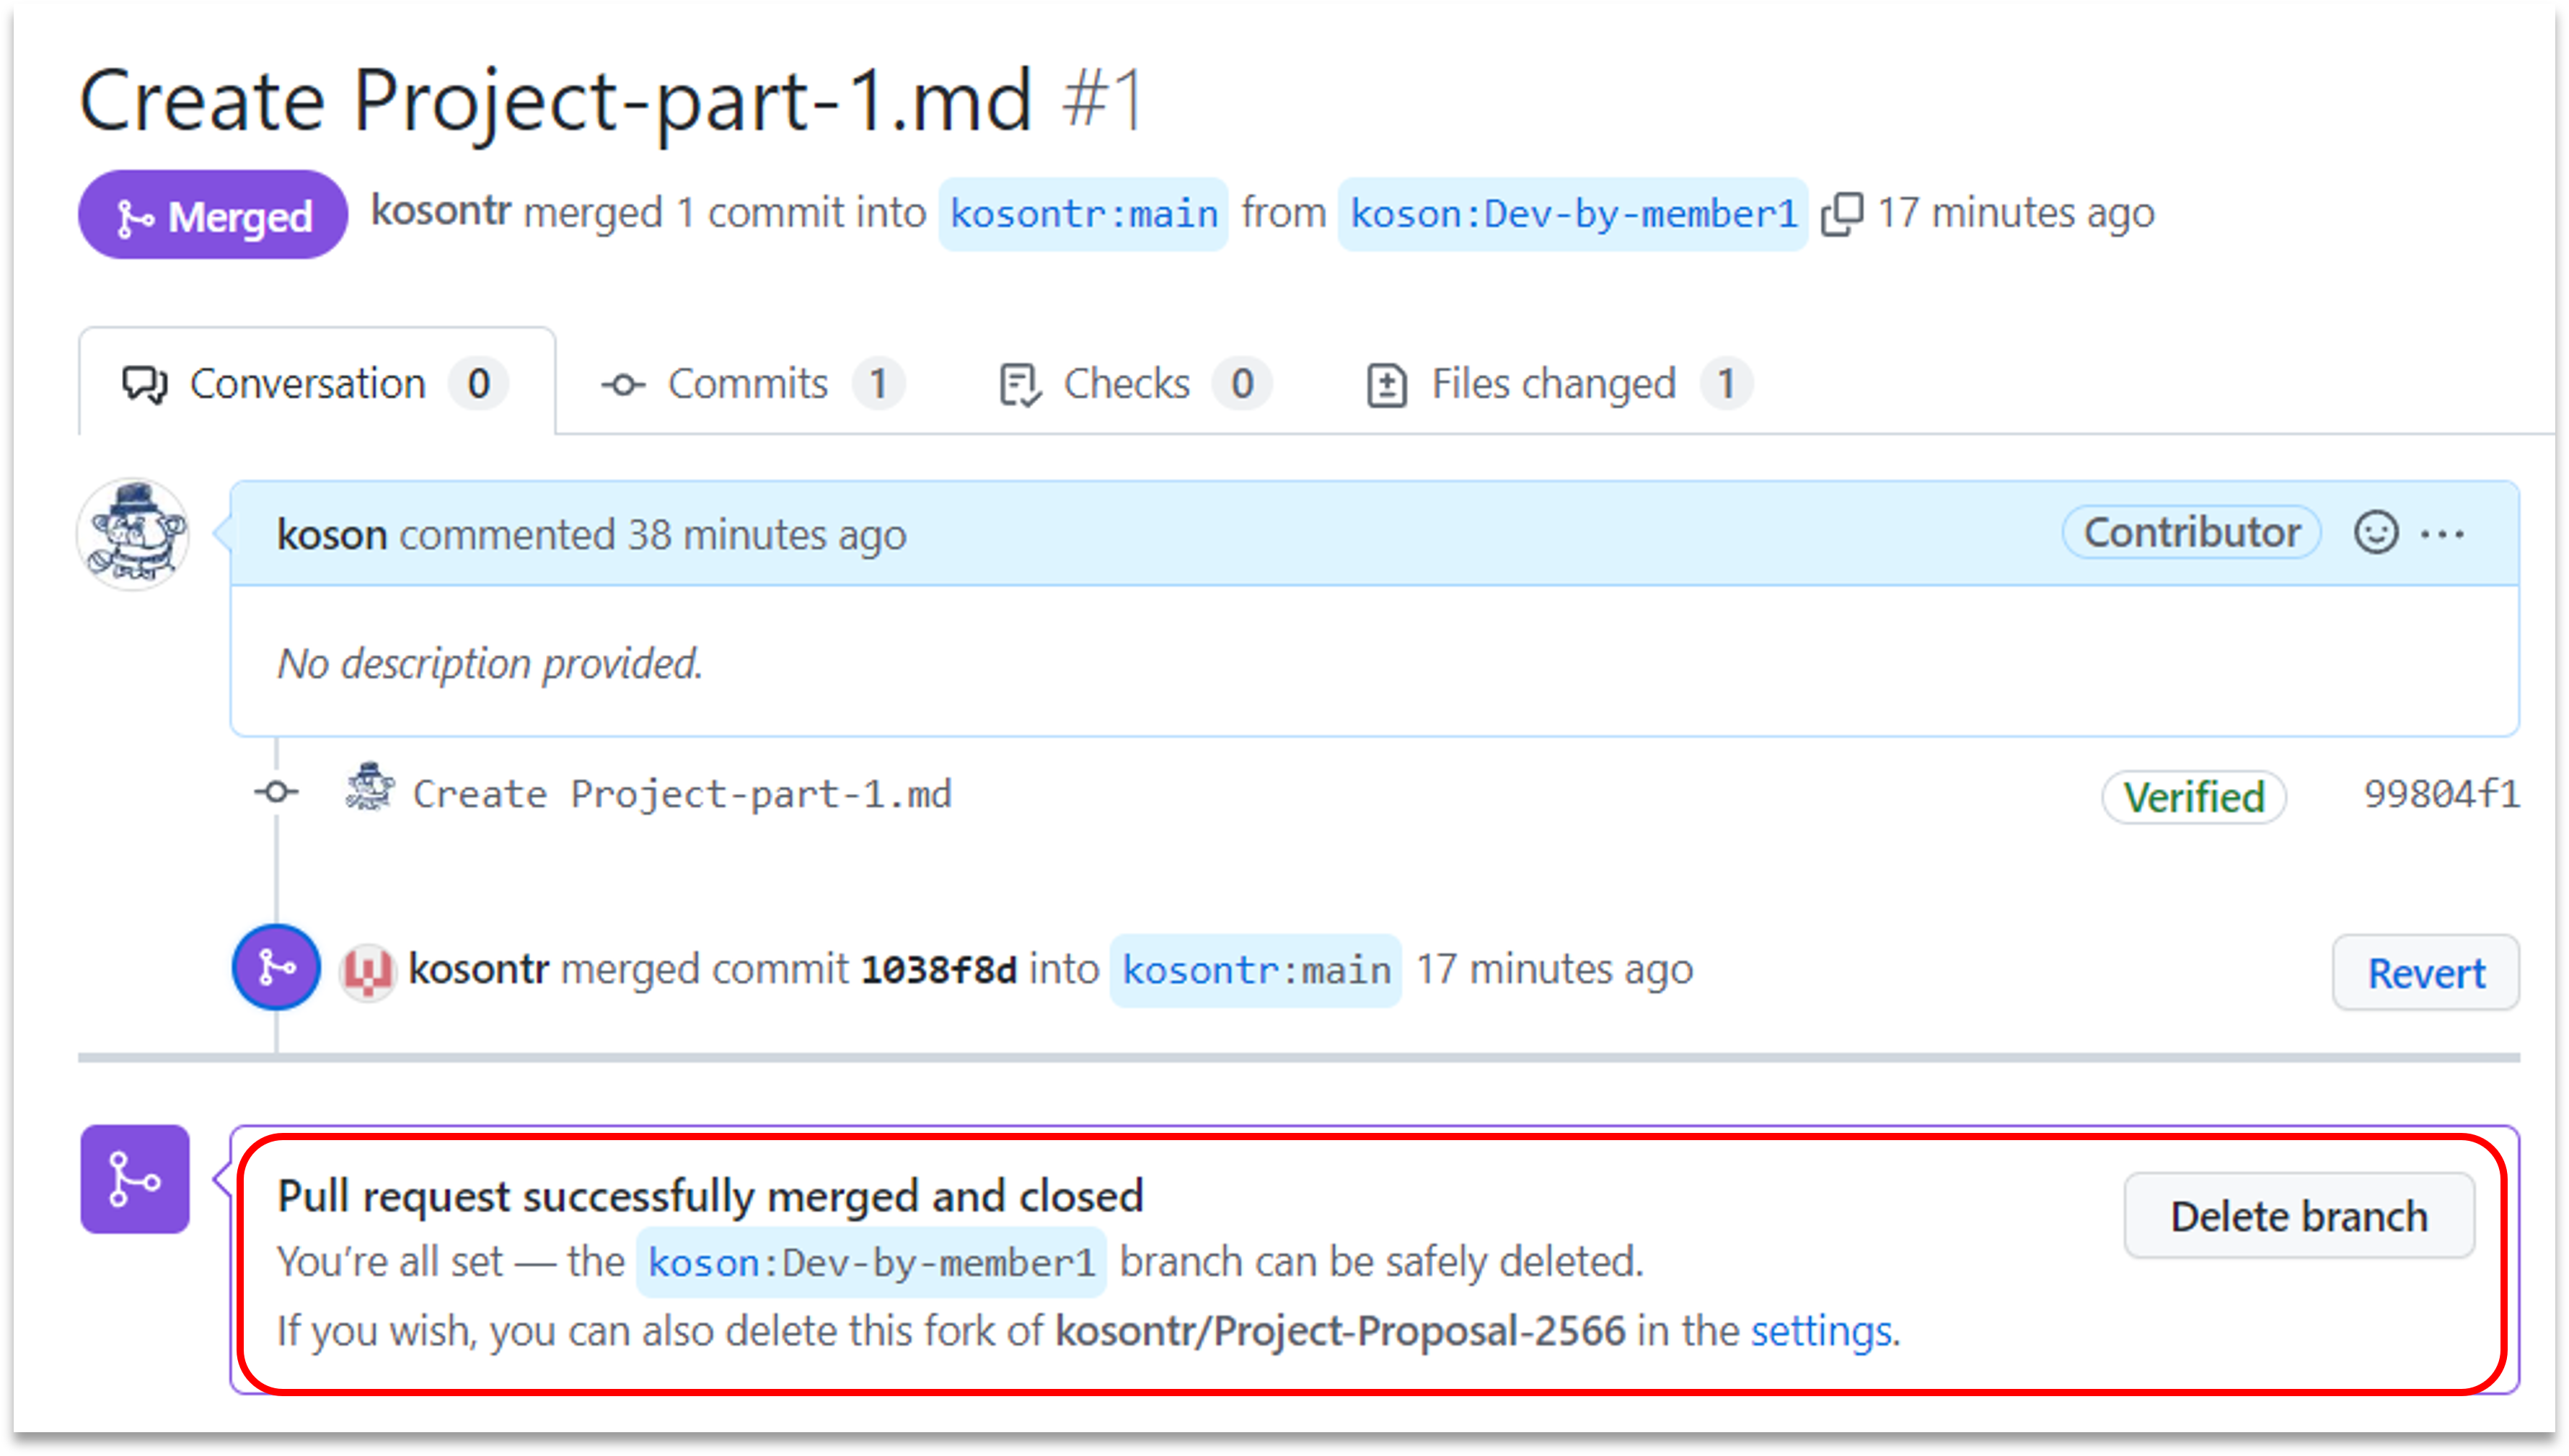 Create Project-part-1.md #1
Merged kosontr merged 1 commit into kosontr:main from koson:Dev-by-member1 17 minutes ago
Conversation 0 Commits 1 Checks 0 Files changed 1
koson commented 38 minutes ago Contributor
No description provided.
Create Project-part-1.md Verified 99804f1
kosontr merged commit 1038f8d into kosontr:main 17 minutes ago Revert
Pull request successfully merged and closed
Delete branch
You’re all set — the koson:Dev-by-member1 branch can be safely deleted.
If you wish, you can also delete this fork of kosontr/Project-Proposal-2566 in the settings.